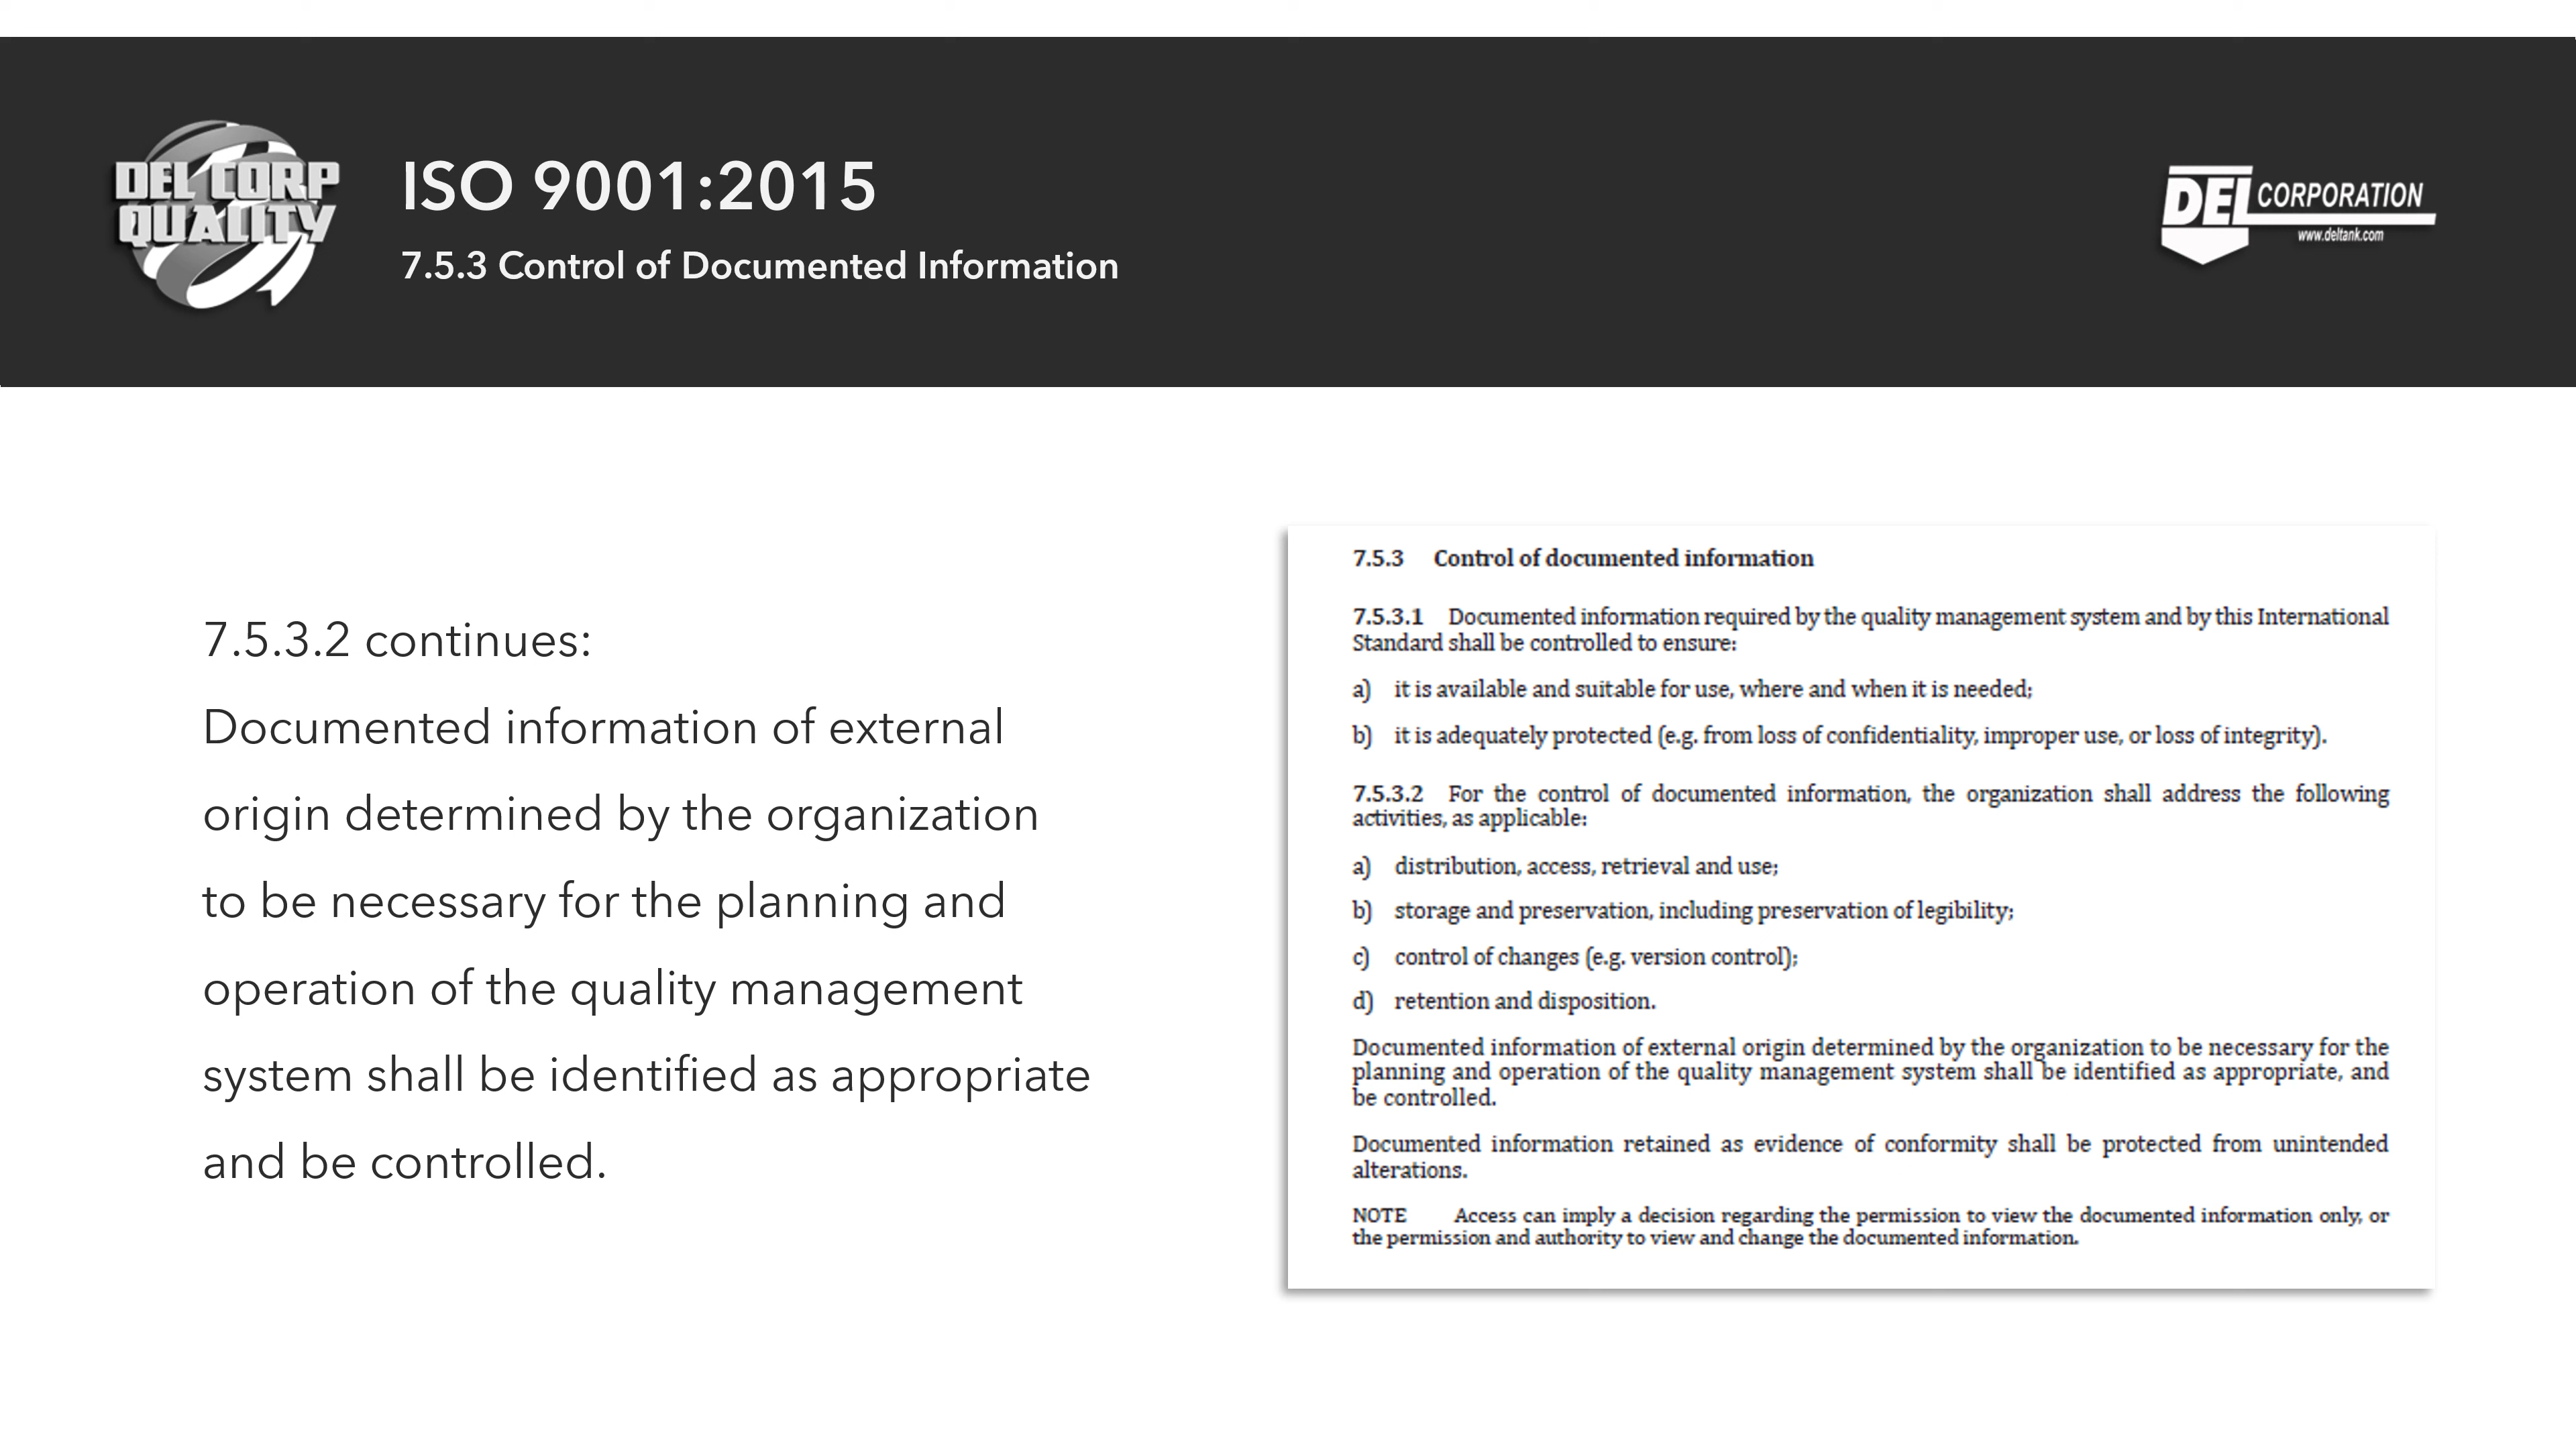 DEL CORP
QUALITY
ISO 9001:2015
7.5.3 Control of Documented Information
DEL CORPORATION
www.deltank.com
7.5.3.2 continues:
Documented information of external
origin determined by the organization
to be necessary for the planning and
operation of the quality management
system shall be identified as appropriate
and be controlled.
7.5.3 Control of documented information
7.5.3.1 Documented information required by the quality management system and by this International
Standard shall be controlled to ensure:
a) it is available and suitable for use, where and when it is needed;
b) it is adequately protected (e.g. from loss of confidentiality, improper use, or loss of integrity).
7.5.3.2 For the control of documented information, the organization shall address the following
activities, as applicable:
a) distribution, access, retrieval and use;
b) storage and preservation, including preservation of legibility;
c) control of changes (e.g. version control);
d) retention and disposition.
Documented information of external origin determined by the organization to be necessary for the
planning and operation of the quality management system shall be identified as appropriate, and
be controlled.
Documented information retained as evidence of conformity shall be protected from unintended
alterations.
NOTE Access can imply a decision regarding the permission to view the documented information only, or
the permission and authority to view and change the documented information.